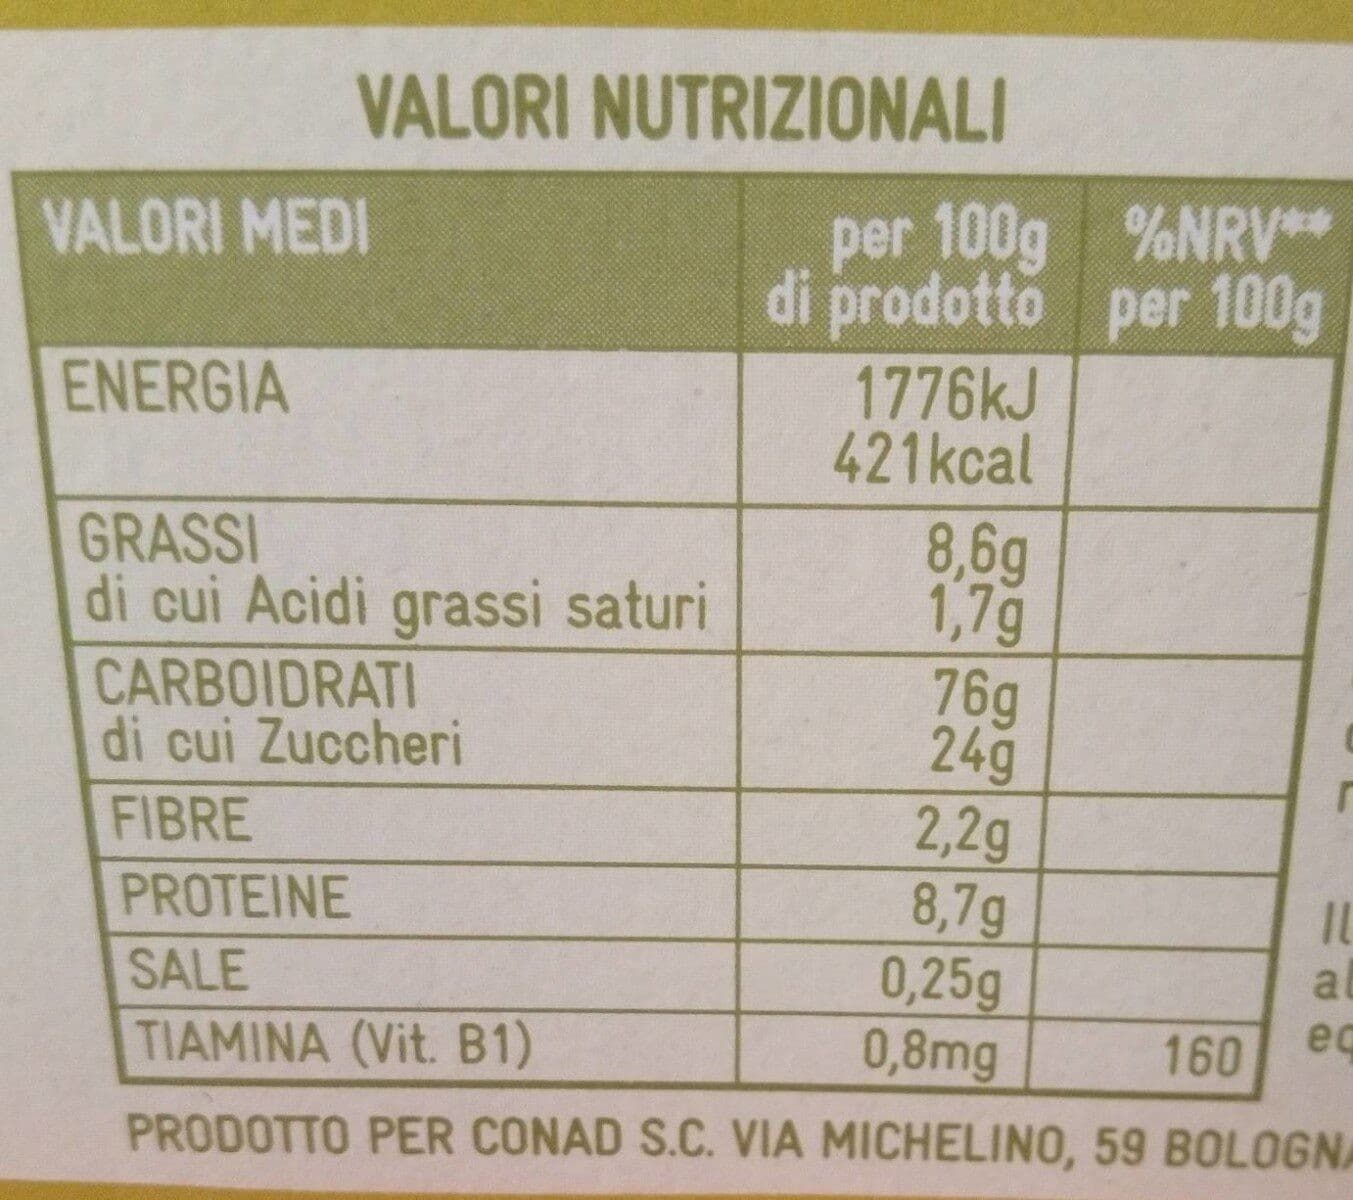 VALORI NUTRIZIONALI
VALORI MEDI
per 100g
di prodotto
%NRV**
per 100g
ENERGIA
1776kJ
421kcal
GRASSI
8,6g
di cui Acidi grassi saturi
1,7g
CARBOIDRATI
76g
di cui Zuccheri
24g
FIBRE
2,2g
PROTEINE
8,7g
SALE
0,25g
TIAMINA (Vit. B1)
0,8mg
160
PRODOTTO PER CONAD S.C. VIA MICHELINO, 59 BOLOGNA